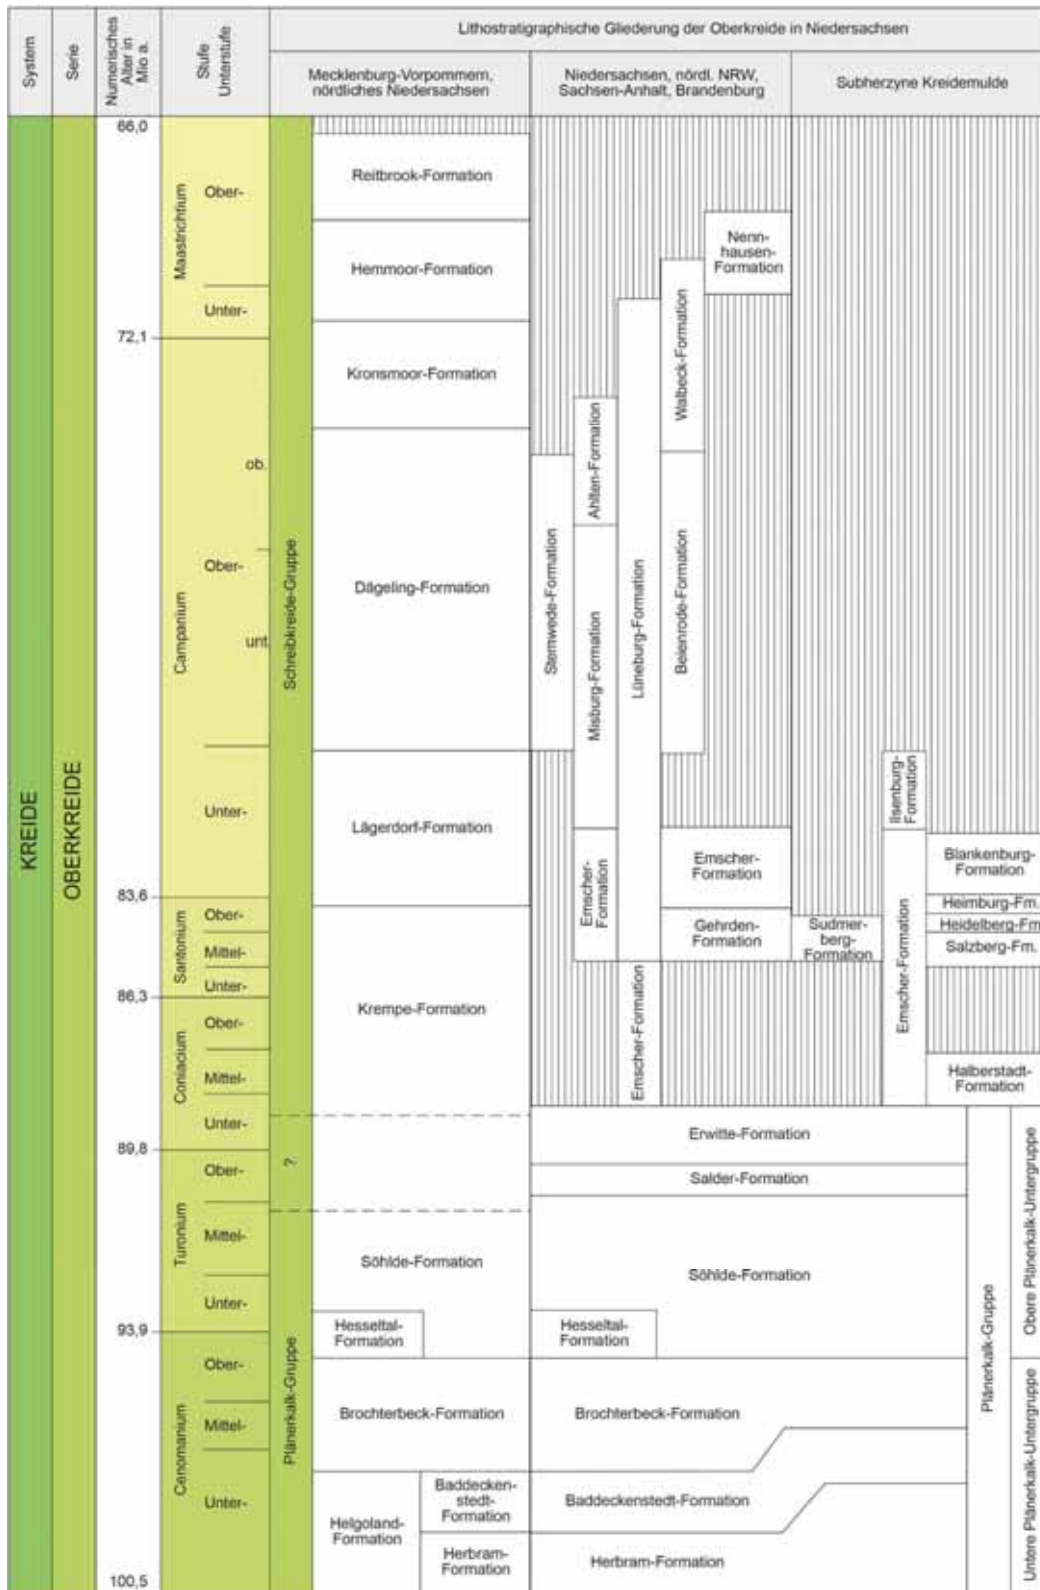 System
Serie
Numerisches
Alter in
Mio a.
Stufe
Unterstufe
Lithostratigraphische Gliederung der Oberkreide in Niedersachsen
Mecklenburg-Vorpommern,
nördliches Niedersachsen
Niedersachsen, nördl. NRW,
Sachsen-Anhalt, Brandenburg
Subherzyne Kreidemulde
KREIDE
OBERKREIDE
66,0
72,1
83,6
86,3
89,8
93,9
100,5
Maastrichtium
Ober-
Unter-
Campanium
ob.
Ober-
unt.
Unter-
Santonium
Ober-
Mittel-
Unter-
Coniacium
Ober-
Mittel-
Unter-
Turonium
Ober-
Mittel-
Unter-
Cenomanium
Ober-
Mittel-
Unter-
Schreibkreide-Gruppe
?
Plänerkalk-Gruppe
Reitbrook-Formation
Hemmoor-Formation
Kronsmoor-Formation
Dägeling-Formation
Lägerdorf-Formation
Krempe-Formation
Söhlde-Formation
Hesseltal-
Formation
Brochterbeck-Formation
Helgoland-
Formation
Baddecken-
stedt-
Formation
Herbram-
Formation
Stemwede-Formation
Ahlten-Formation
Misburg-Formation
Emscher-
Formation
Lüneburg-Formation
Emscher-Formation
Walbeck-Formation
Beienrode-Formation
Nenn-
hausen-
Formation
Emscher-
Formation
Gehrden-
Formation
Sudmer-
berg-
Formation
Ilsenburg-
Formation
Emscher-Formation
Blankenburg-
Formation
Heimburg-Fm.
Heidelberg-Fm
Salzberg-Fm.
Halberstadt-
Formation
Erwitte-Formation
Salder-Formation
Söhlde-Formation
Hesseltal-
Formation
Brochterbeck-Formation
Baddeckenstedt-Formation
Herbram-Formation
Plänerkalk-Gruppe
Obere Plänerkalk-Untergruppe
Untere Plänerkalk-Untergruppe